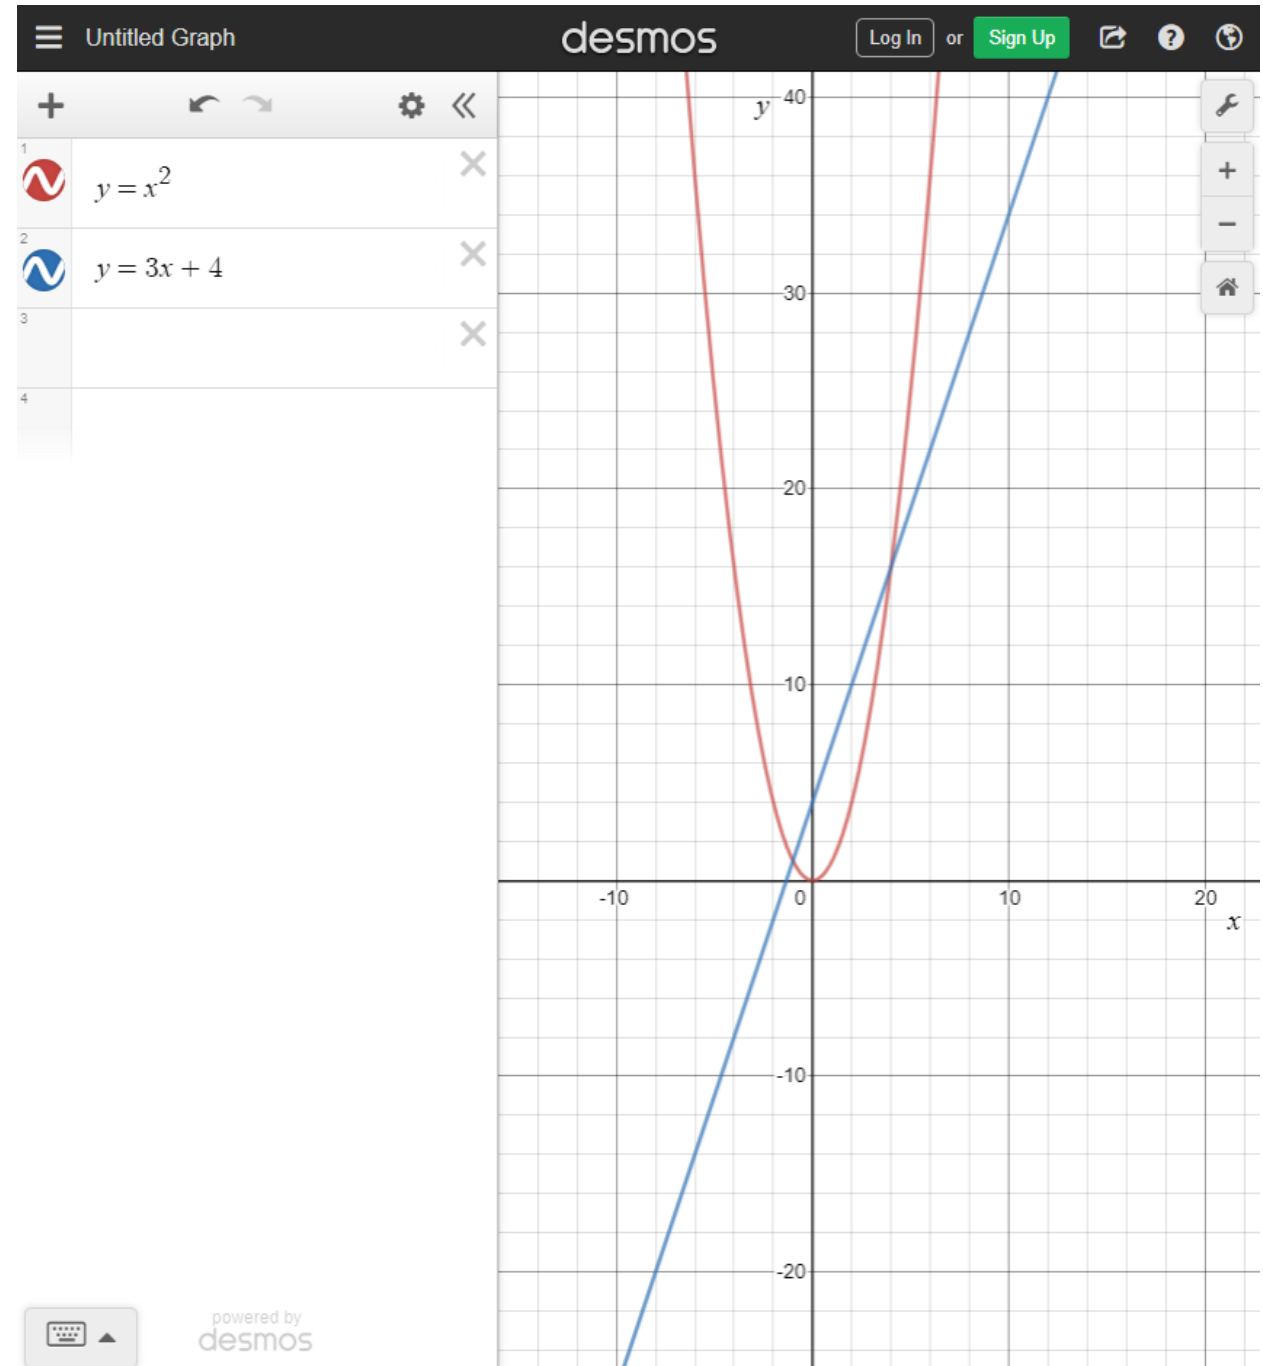 Untitled Graph
desmos
Log In or Sign Up
1
y = x²
2
y = 3x + 4
3
4
y
40
30
20
10
-10
0
10
20
x
-10
-20
powered by
desmos